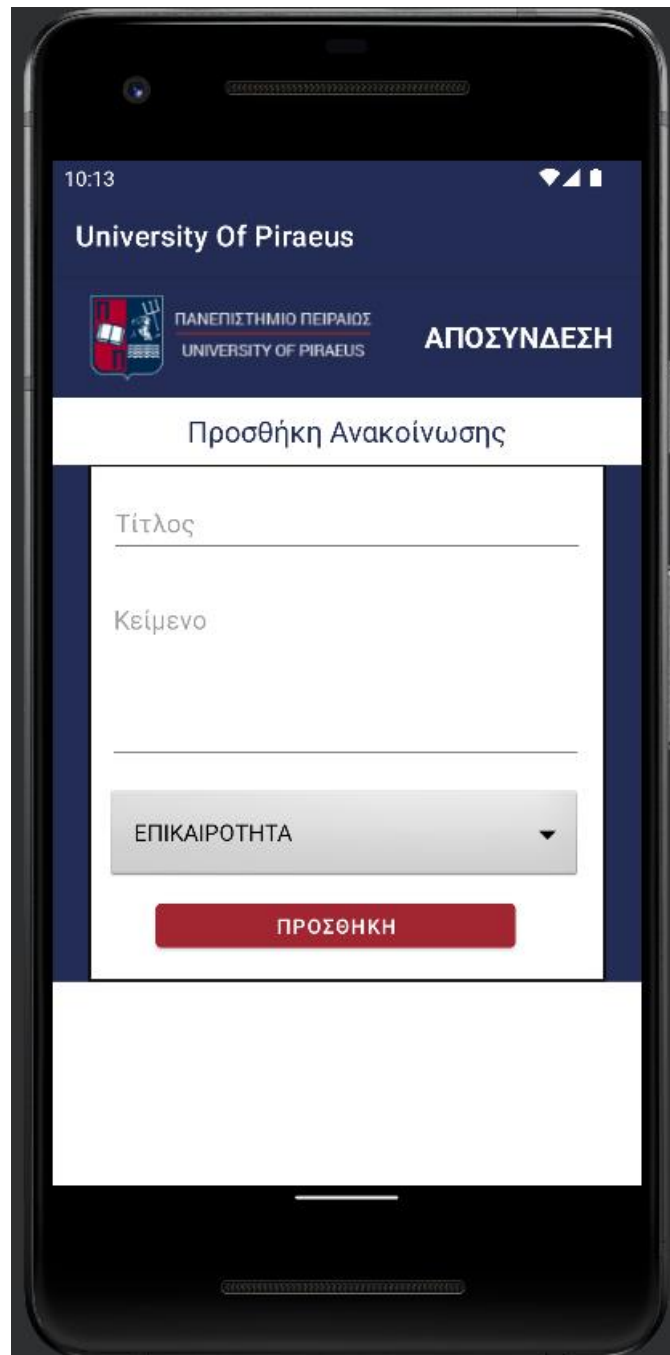 10:13
University Of Piraeus
ΠΑΝΕΠΙΣΤΗΜΙΟ ΠΕΙΡΑΙΩΣ
UNIVERSITY OF PIRAEUS
ΑΠΟΣΥΝΔΕΣΗ
Προσθήκη Ανακοίνωσης
Τίτλος
Κείμενο
ΕΠΙΚΑΙΡΟΤΗΤΑ
ΠΡΟΣΘΗΚΗ